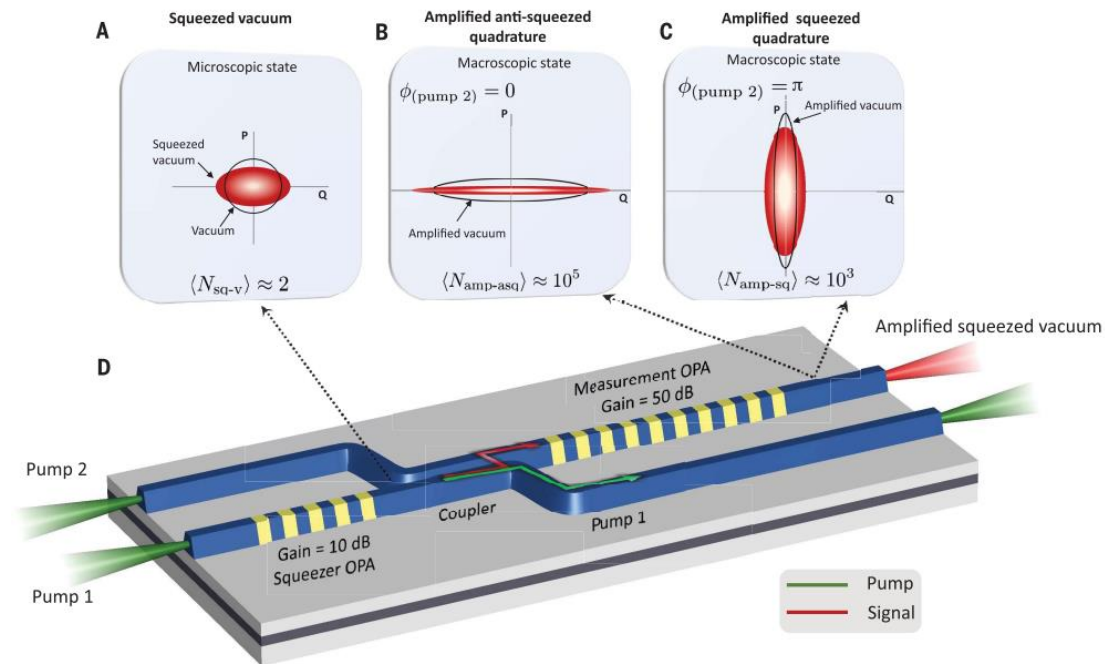 A
Squeezed vacuum
Microscopic state
P
Squeezed
vacuum
Q
Vacuum
⟨N_sq-v⟩ ≈ 2
B
Amplified anti-squeezed
quadrature
Macroscopic state
ϕ_(pump 2) = 0
P
Q
Amplified vacuum
⟨N_amp-asq⟩ ≈ 10^5
C
Amplified squeezed
quadrature
Macroscopic state
ϕ_(pump 2) = π
P
Amplified vacuum
Q
⟨N_amp-sq⟩ ≈ 10^3
D
Amplified squeezed vacuum
Measurement OPA
Gain = 50 dB
Pump 2
Coupler
Pump 1
Gain = 10 dB
Squeezer OPA
Pump 1
Pump
Signal